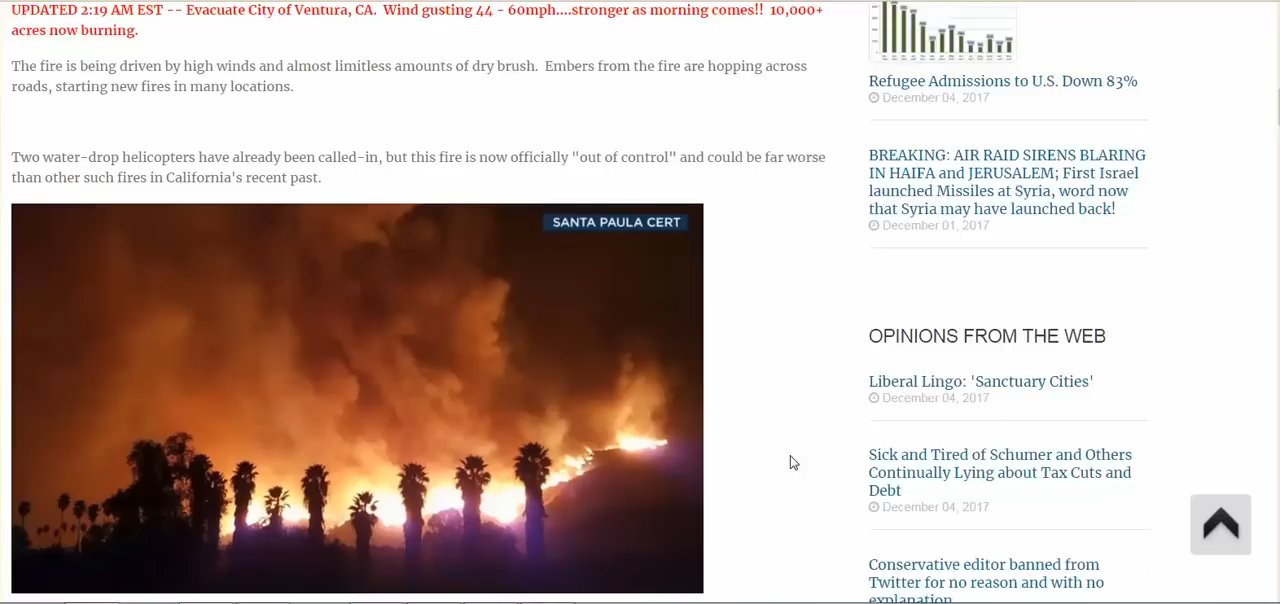 UPDATED 2:19 AM EST -- Evacuate City of Ventura, CA.  Wind gusting 44 - 60mph....stronger as morning comes!!  10,000+
acres now burning.
The fire is being driven by high winds and almost limitless amounts of dry brush.  Embers from the fire are hopping across
roads, starting new fires in many locations.
Two water-drop helicopters have already been called-in, but this fire is now officially "out of control" and could be far worse
than other such fires in California's recent past.
SANTA PAULA CERT
Refugee Admissions to U.S. Down 83%
December 04, 2017
BREAKING: AIR RAID SIRENS BLARING
IN HAIFA and JERUSALEM; First Israel
launched Missiles at Syria, word now
that Syria may have launched back!
December 01, 2017
OPINIONS FROM THE WEB
Liberal Lingo: 'Sanctuary Cities'
December 04, 2017
Sick and Tired of Schumer and Others
Continually Lying about Tax Cuts and
Debt
December 04, 2017
Conservative editor banned from
Twitter for no reason and with no
explanation